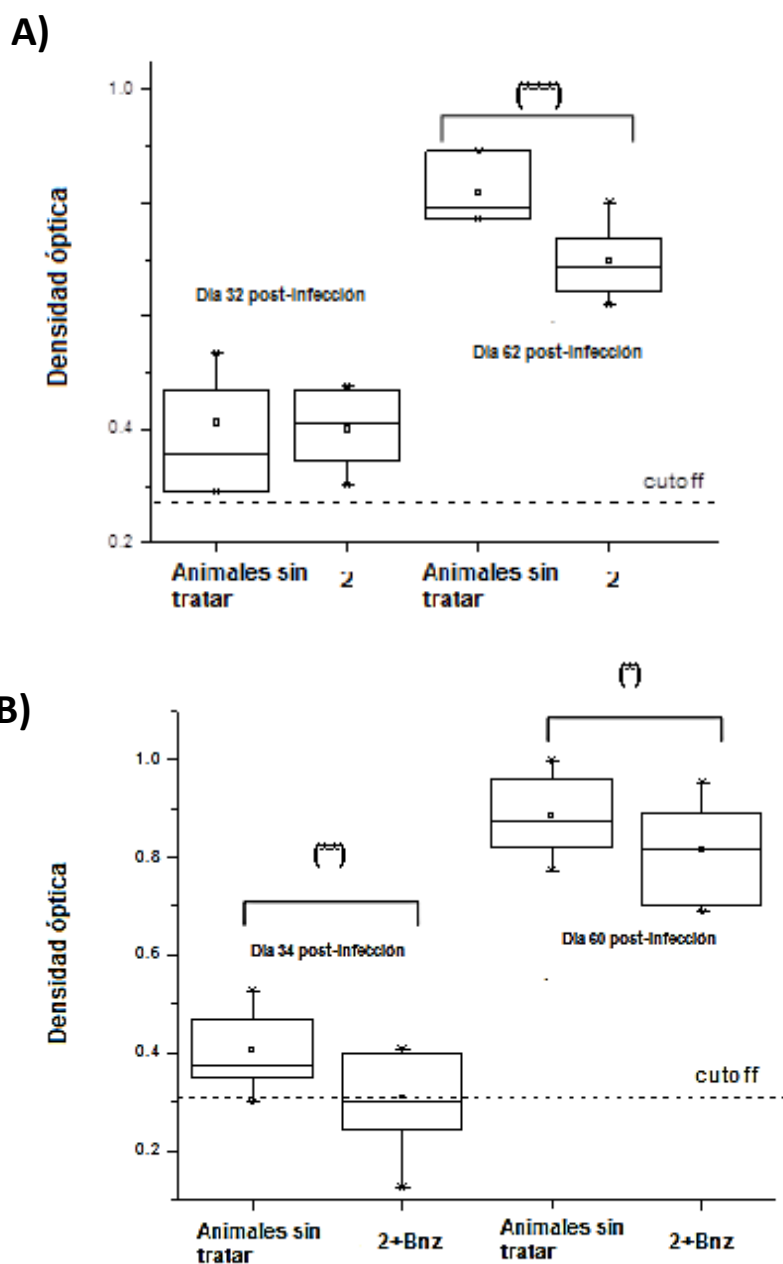 A)
1.0
Densidad óptica
Dia 32 post-infección
Dia 62 post-infección
0.4
cutoff
0.2
Animales sin
tratar
2
Animales sin
tratar
2
B)
1.0
0.8
Densidad óptica
Dia 34 post-infección
Dia 60 post-infección
0.6
0.4
cutoff
0.2
Animales sin
tratar
2+Bnz
Animales sin
tratar
2+Bnz